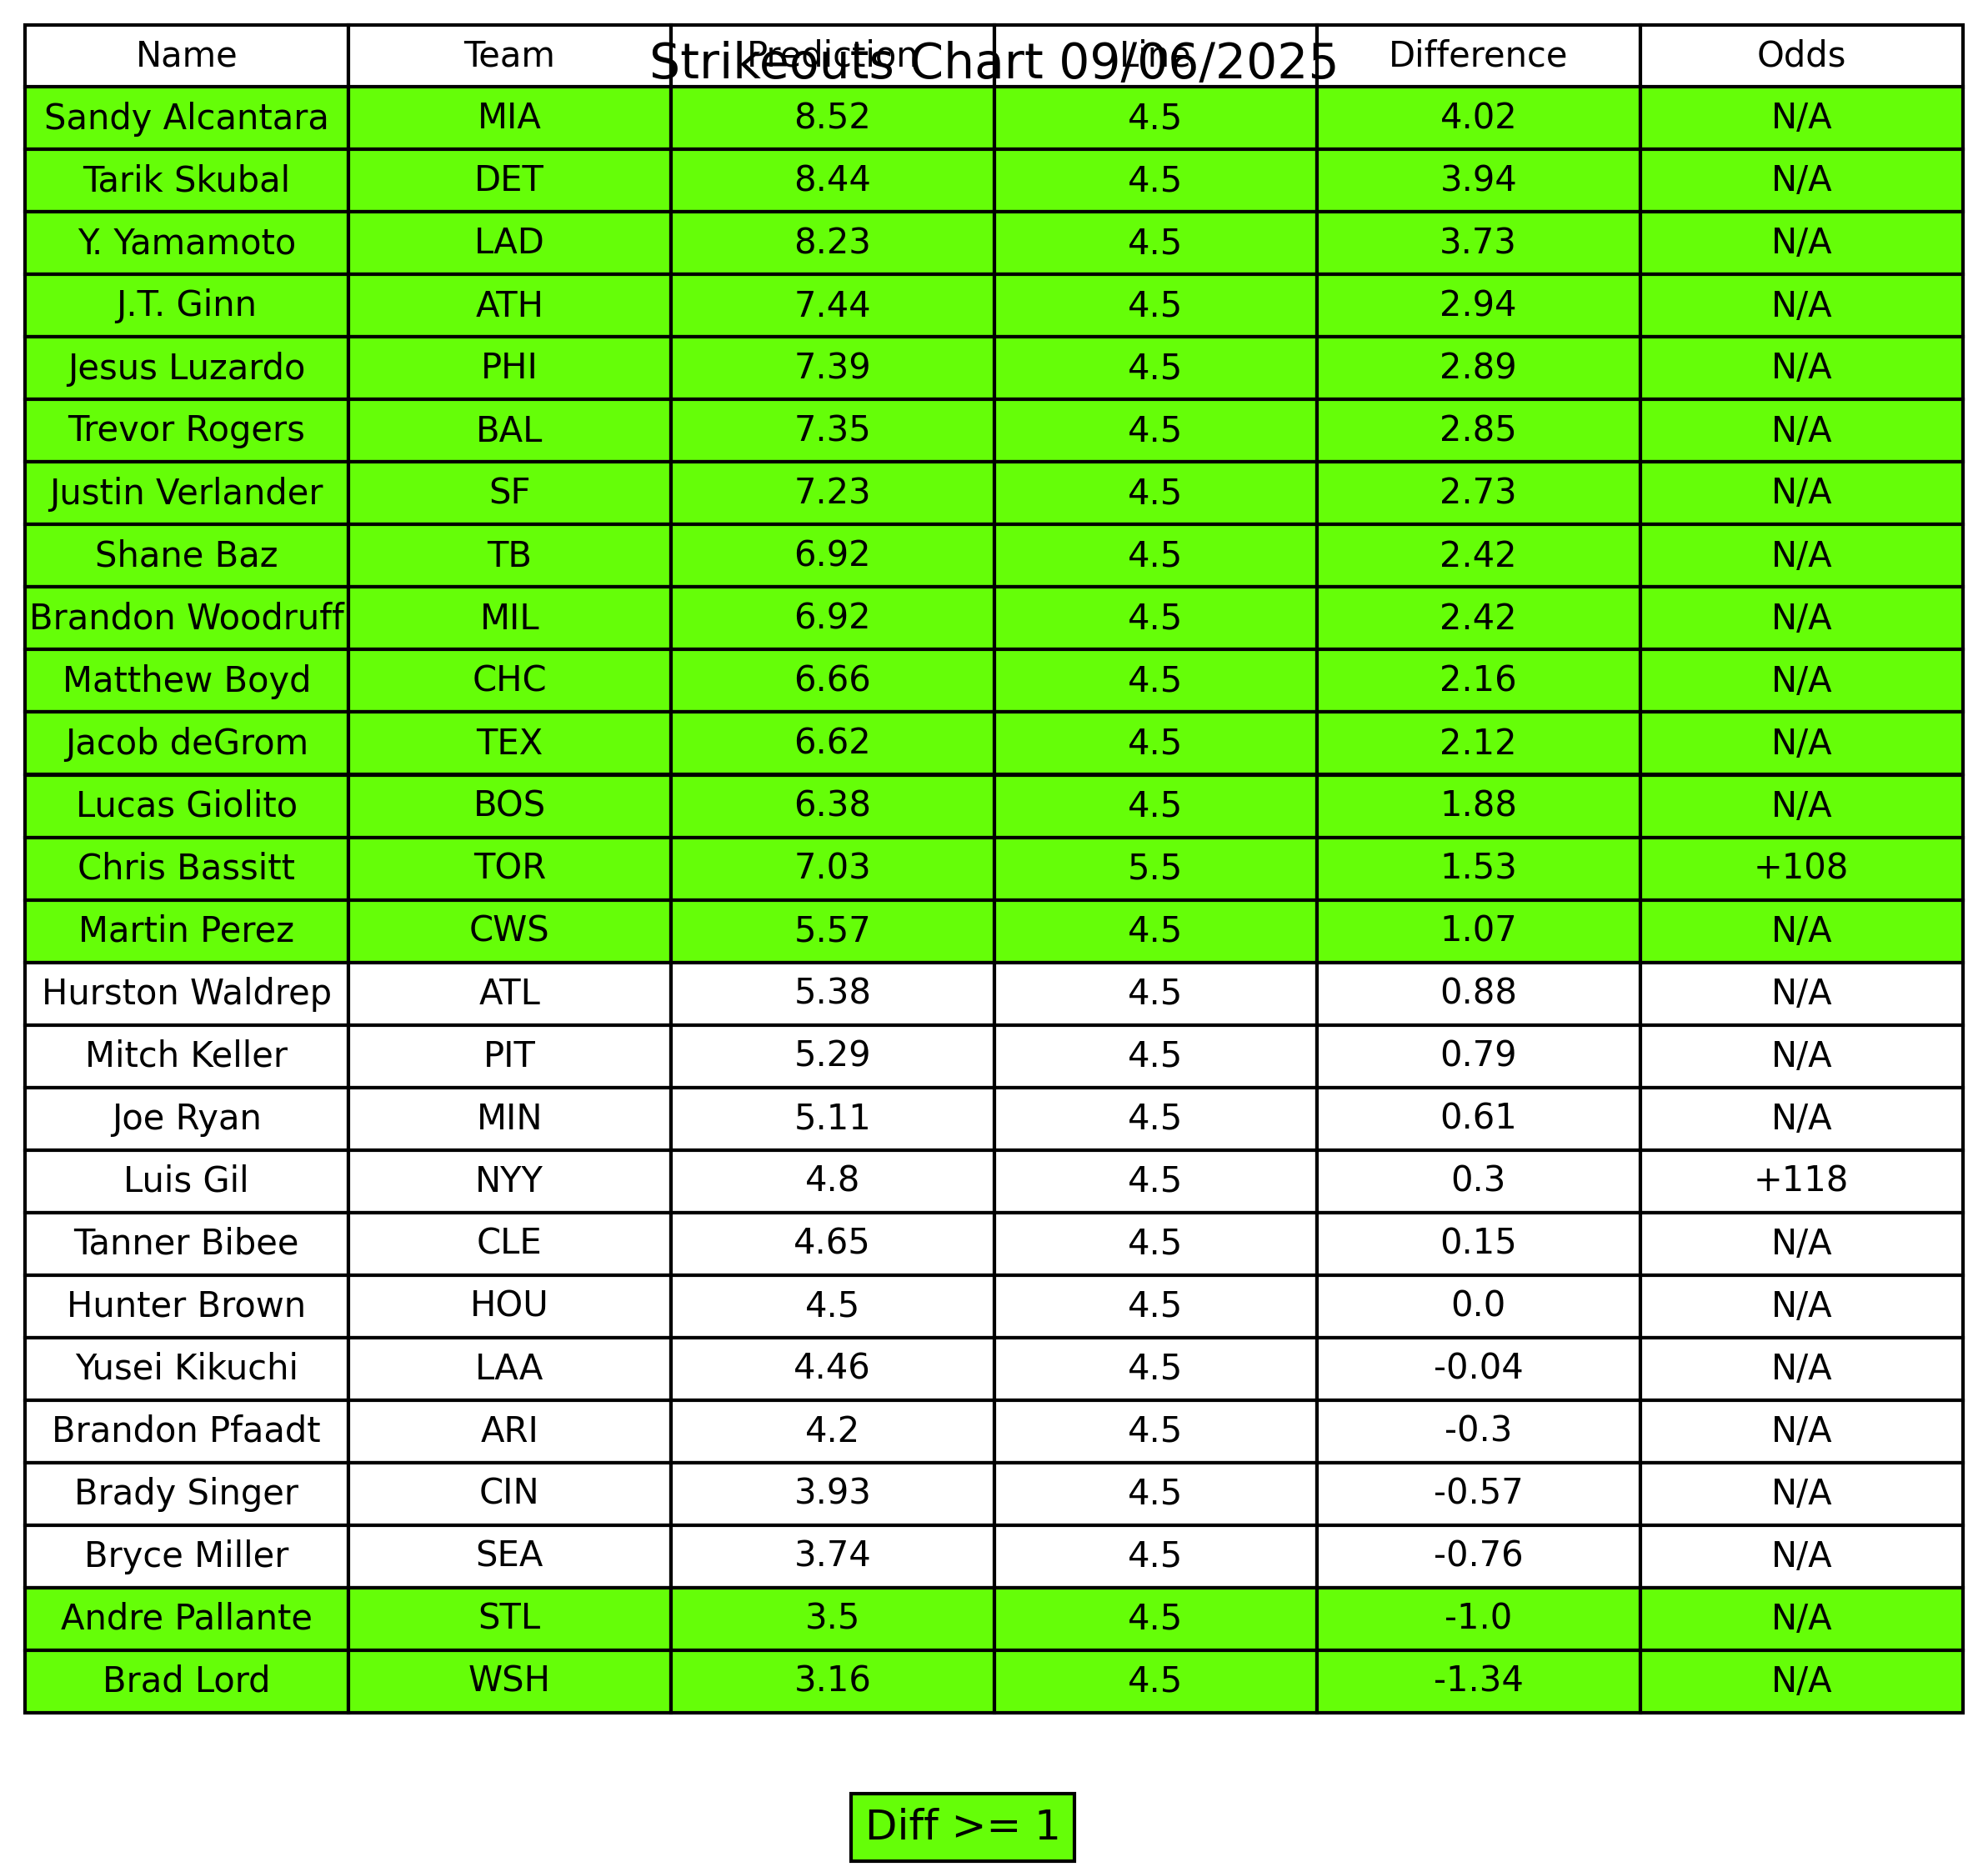 Strikeouts Chart 09/06/2025
Name Team Prediction Line Difference Odds
Sandy Alcantara MIA 8.52 4.5 4.02 N/A
Tarik Skubal DET 8.44 4.5 3.94 N/A
Y. Yamamoto LAD 8.23 4.5 3.73 N/A
J.T. Ginn ATH 7.44 4.5 2.94 N/A
Jesus Luzardo PHI 7.39 4.5 2.89 N/A
Trevor Rogers BAL 7.35 4.5 2.85 N/A
Justin Verlander SF 7.23 4.5 2.73 N/A
Shane Baz TB 6.92 4.5 2.42 N/A
Brandon Woodruff MIL 6.92 4.5 2.42 N/A
Matthew Boyd CHC 6.66 4.5 2.16 N/A
Jacob deGrom TEX 6.62 4.5 2.12 N/A
Lucas Giolito BOS 6.38 4.5 1.88 N/A
Chris Bassitt TOR 7.03 5.5 1.53 +108
Martin Perez CWS 5.57 4.5 1.07 N/A
Hurston Waldrep ATL 5.38 4.5 0.88 N/A
Mitch Keller PIT 5.29 4.5 0.79 N/A
Joe Ryan MIN 5.11 4.5 0.61 N/A
Luis Gil NYY 4.8 4.5 0.3 +118
Tanner Bibee CLE 4.65 4.5 0.15 N/A
Hunter Brown HOU 4.5 4.5 0.0 N/A
Yusei Kikuchi LAA 4.46 4.5 -0.04 N/A
Brandon Pfaadt ARI 4.2 4.5 -0.3 N/A
Brady Singer CIN 3.93 4.5 -0.57 N/A
Bryce Miller SEA 3.74 4.5 -0.76 N/A
Andre Pallante STL 3.5 4.5 -1.0 N/A
Brad Lord WSH 3.16 4.5 -1.34 N/A
Diff >= 1